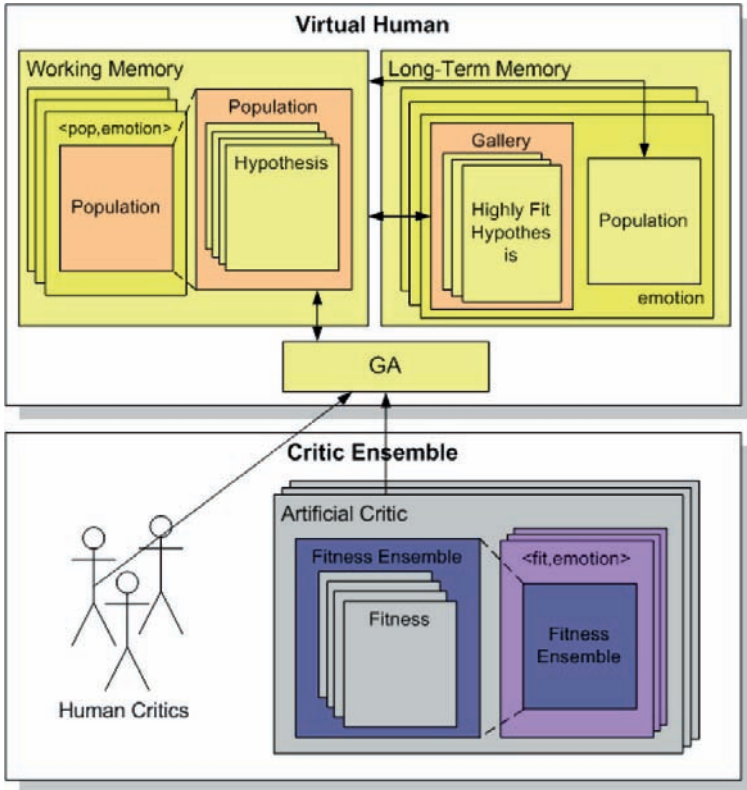 Virtual Human
Working Memory
<pop,emotion>
Population
Population
Hypothesis
Long-Term Memory
Gallery
Highly Fit
Hypothes
is
Population
emotion
GA
Critic Ensemble
Human Critics
Artificial Critic
Fitness Ensemble
Fitness
<fit,emotion>
Fitness
Ensemble